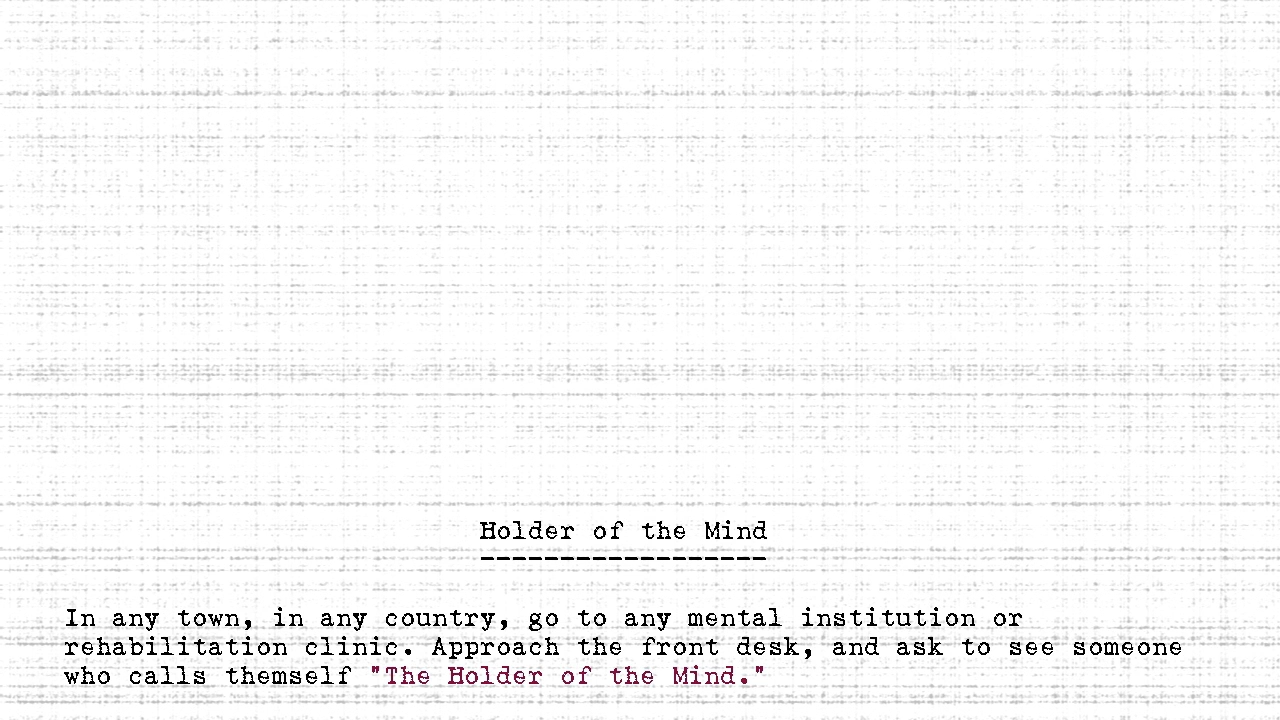 Holder of the Mind
------------------
In any town, in any country, go to any mental institution or
rehabilitation clinic. Approach the front desk, and ask to see someone
who calls themself "The Holder of the Mind."